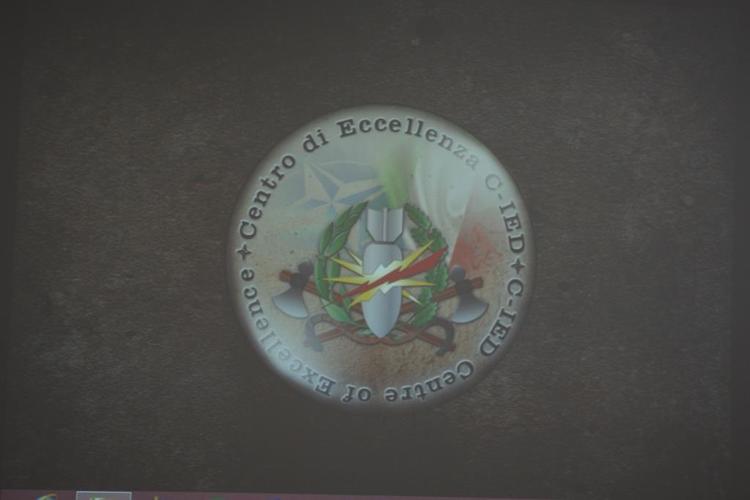 Centro di Eccellenza C-IED
C-IED Centre of Excellence